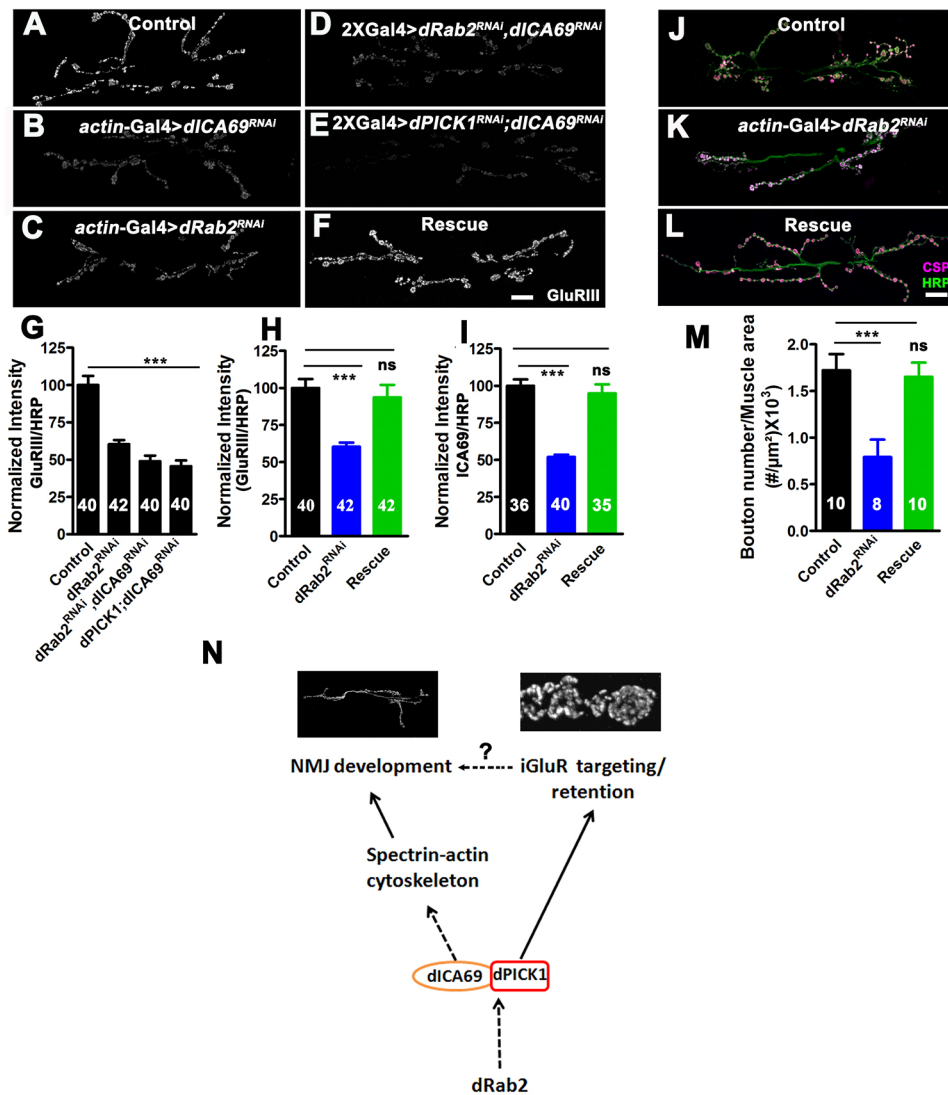 A
Control
B
actin-Gal4>dICA69RNAi
C
actin-Gal4>dRab2RNAi
D
2XGal4>dRab2RNAi,dICA69RNAi
E
2XGal4>dPICK1RNAi;dICA69RNAi
F
Rescue
GluRIII
J
Control
K
actin-Gal4>dRab2RNAi
L
Rescue
CSP
HRP
G
Normalized Intensity
GluRIII/HRP
125
100
75
50
25
0
***
40
42
40
40
Control
dRab2RNAi
dRab2RNAi,dICA69RNAi
dPICK1;dICA69RNAi
H
Normalized Intensity
(GluRIII/HRP)
125
100
75
50
25
0
***
ns
40
42
42
Control
dRab2RNAi
Rescue
I
Normalized Intensity
ICA69/HRP
125
100
75
50
25
0
***
ns
36
40
35
Control
dRab2RNAi
Rescue
M
Bouton number/Muscle area
(#/µm²)X10³
2.0
1.5
1.0
0.5
0.0
***
ns
10
8
10
Control
dRab2RNAi
Rescue
N
NMJ development
?
iGluR targeting/
retention
Spectrin-actin
cytoskeleton
dICA69
dPICK1
dRab2